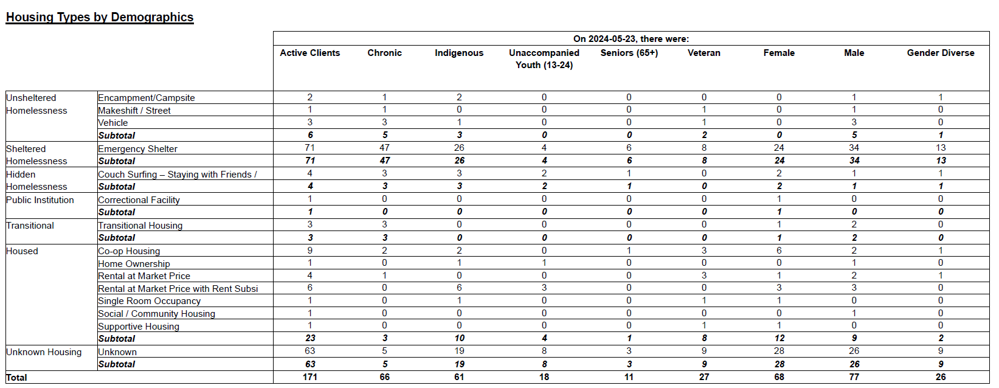 Housing Types by Demographics
On 2024-05-23, there were:
Active Clients Chronic Indigenous Unaccompanied Seniors (65+) Veteran Female Male Gender Diverse
Youth (13-24)
Unsheltered Encampment/Campsite 2 1 2 0 0 0 0 1 1
Homelessness Makeshift / Street 1 1 0 0 0 1 0 1 0
Vehicle 3 3 1 0 0 1 0 3 0
Subtotal 6 5 3 0 0 2 0 5 1
Sheltered Emergency Shelter 71 47 26 4 6 8 24 34 13
Homelessness Subtotal 71 47 26 4 6 8 24 34 13
Hidden Couch Surfing – Staying with Friends / 4 3 3 2 1 0 2 1 1
Homelessness Subtotal 4 3 3 2 1 0 2 1 1
Public Institution Correctional Facility 1 0 0 0 0 0 1 0 0
Subtotal 1 0 0 0 0 0 1 0 0
Transitional Transitional Housing 3 3 0 0 0 0 1 2 0
Subtotal 3 3 0 0 0 0 1 2 0
Housed Co-op Housing 9 2 2 0 1 3 6 2 1
Home Ownership 1 0 1 1 0 0 0 1 0
Rental at Market Price 4 1 0 0 0 3 1 2 1
Rental at Market Price with Rent Subsi 6 0 6 3 0 0 3 3 0
Single Room Occupancy 1 0 1 0 0 1 1 0 0
Social / Community Housing 1 0 0 0 0 0 0 1 0
Supportive Housing 1 0 0 0 0 1 1 0 0
Subtotal 23 3 10 4 1 8 12 9 2
Unknown Housing Unknown 63 5 19 8 3 9 28 26 9
Subtotal 63 5 19 8 3 9 28 26 9
Total 171 66 61 18 11 27 68 77 26